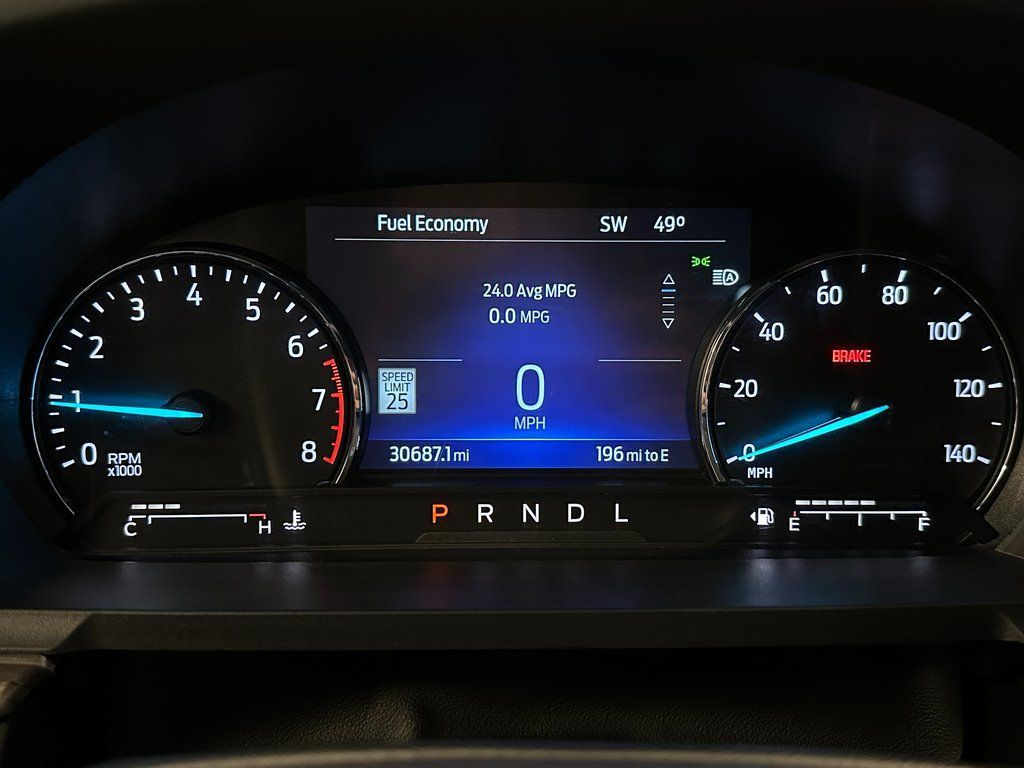 Fuel Economy SW 49º
24.0 Avg MPG
0.0 MPG
SPEED
LIMIT
25
0
MPH
30687.1 mi 196 mi to E
0 1 2 3 4 5 6 7 8
RPM
x1000
0 20 40 60 80 100 120 140
BRAKE
MPH
A
C H
P R N D L
E F